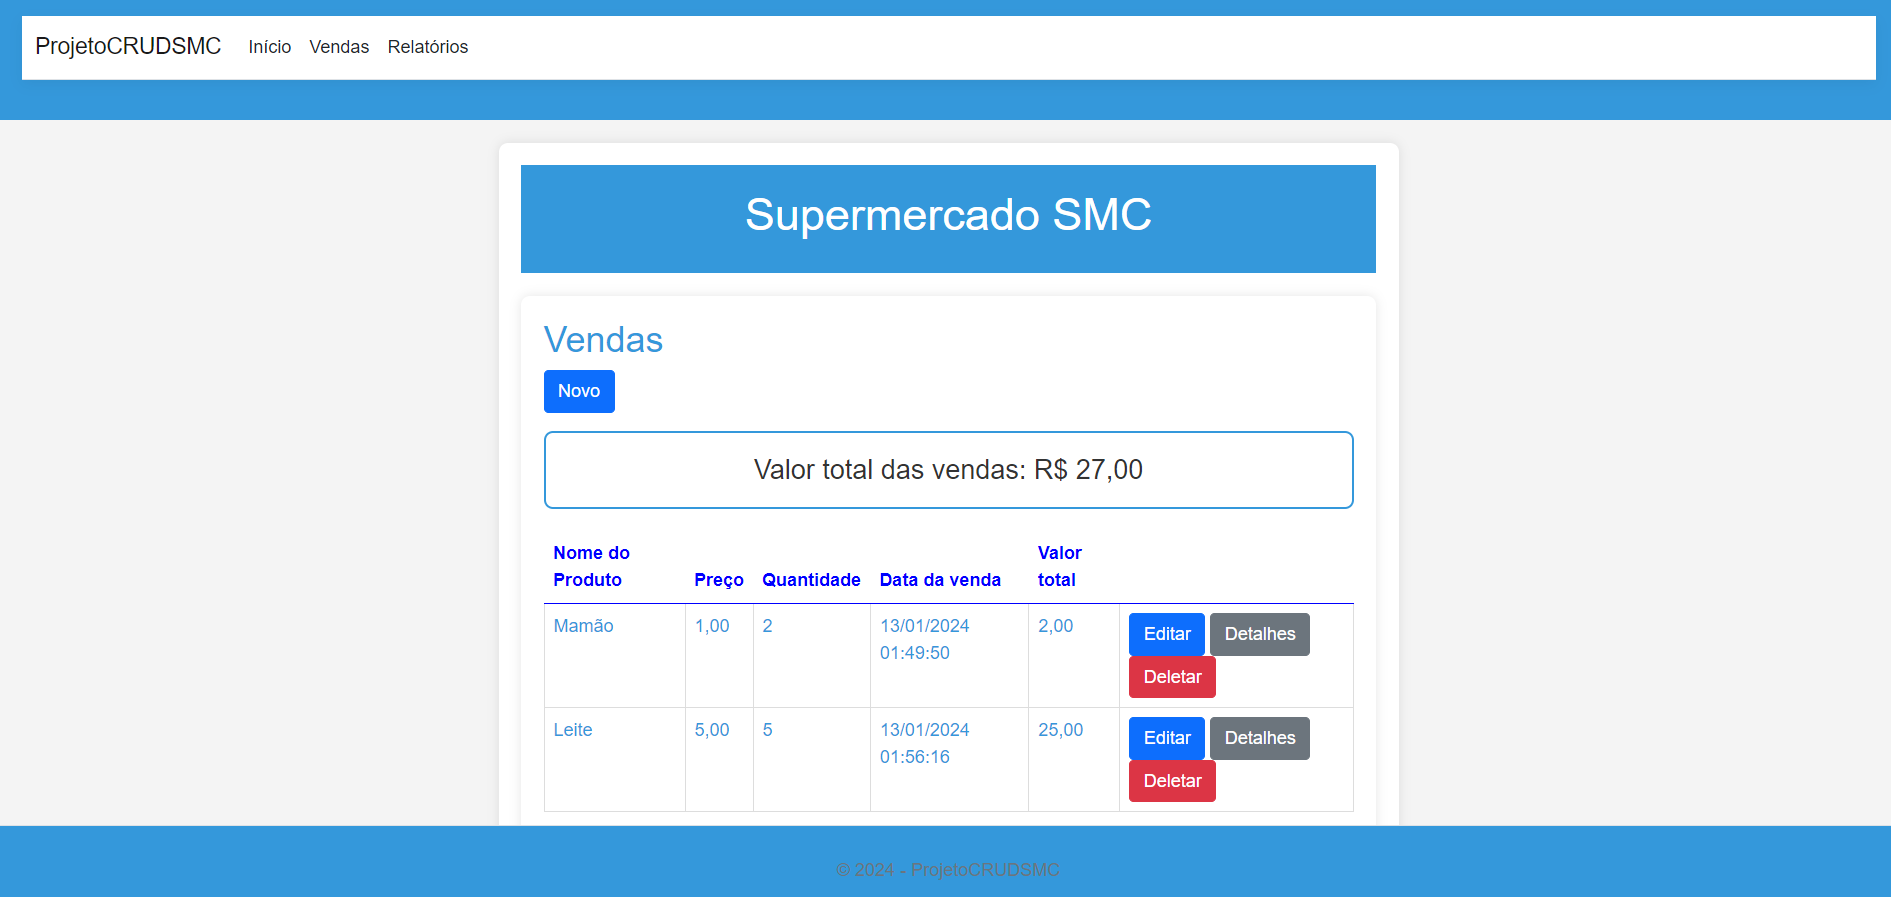 ProjetoCRUDSMC Início Vendas Relatórios
Supermercado SMC
Vendas
Novo
Valor total das vendas: R$ 27,00
Nome do Produto Preço Quantidade Data da venda Valor total
Mamão 1,00 2 13/01/2024 01:49:50 2,00 Editar Detalhes
Deletar
Leite 5,00 5 13/01/2024 01:56:16 25,00 Editar Detalhes
Deletar
© 2024 - ProjetoCRUDSMC